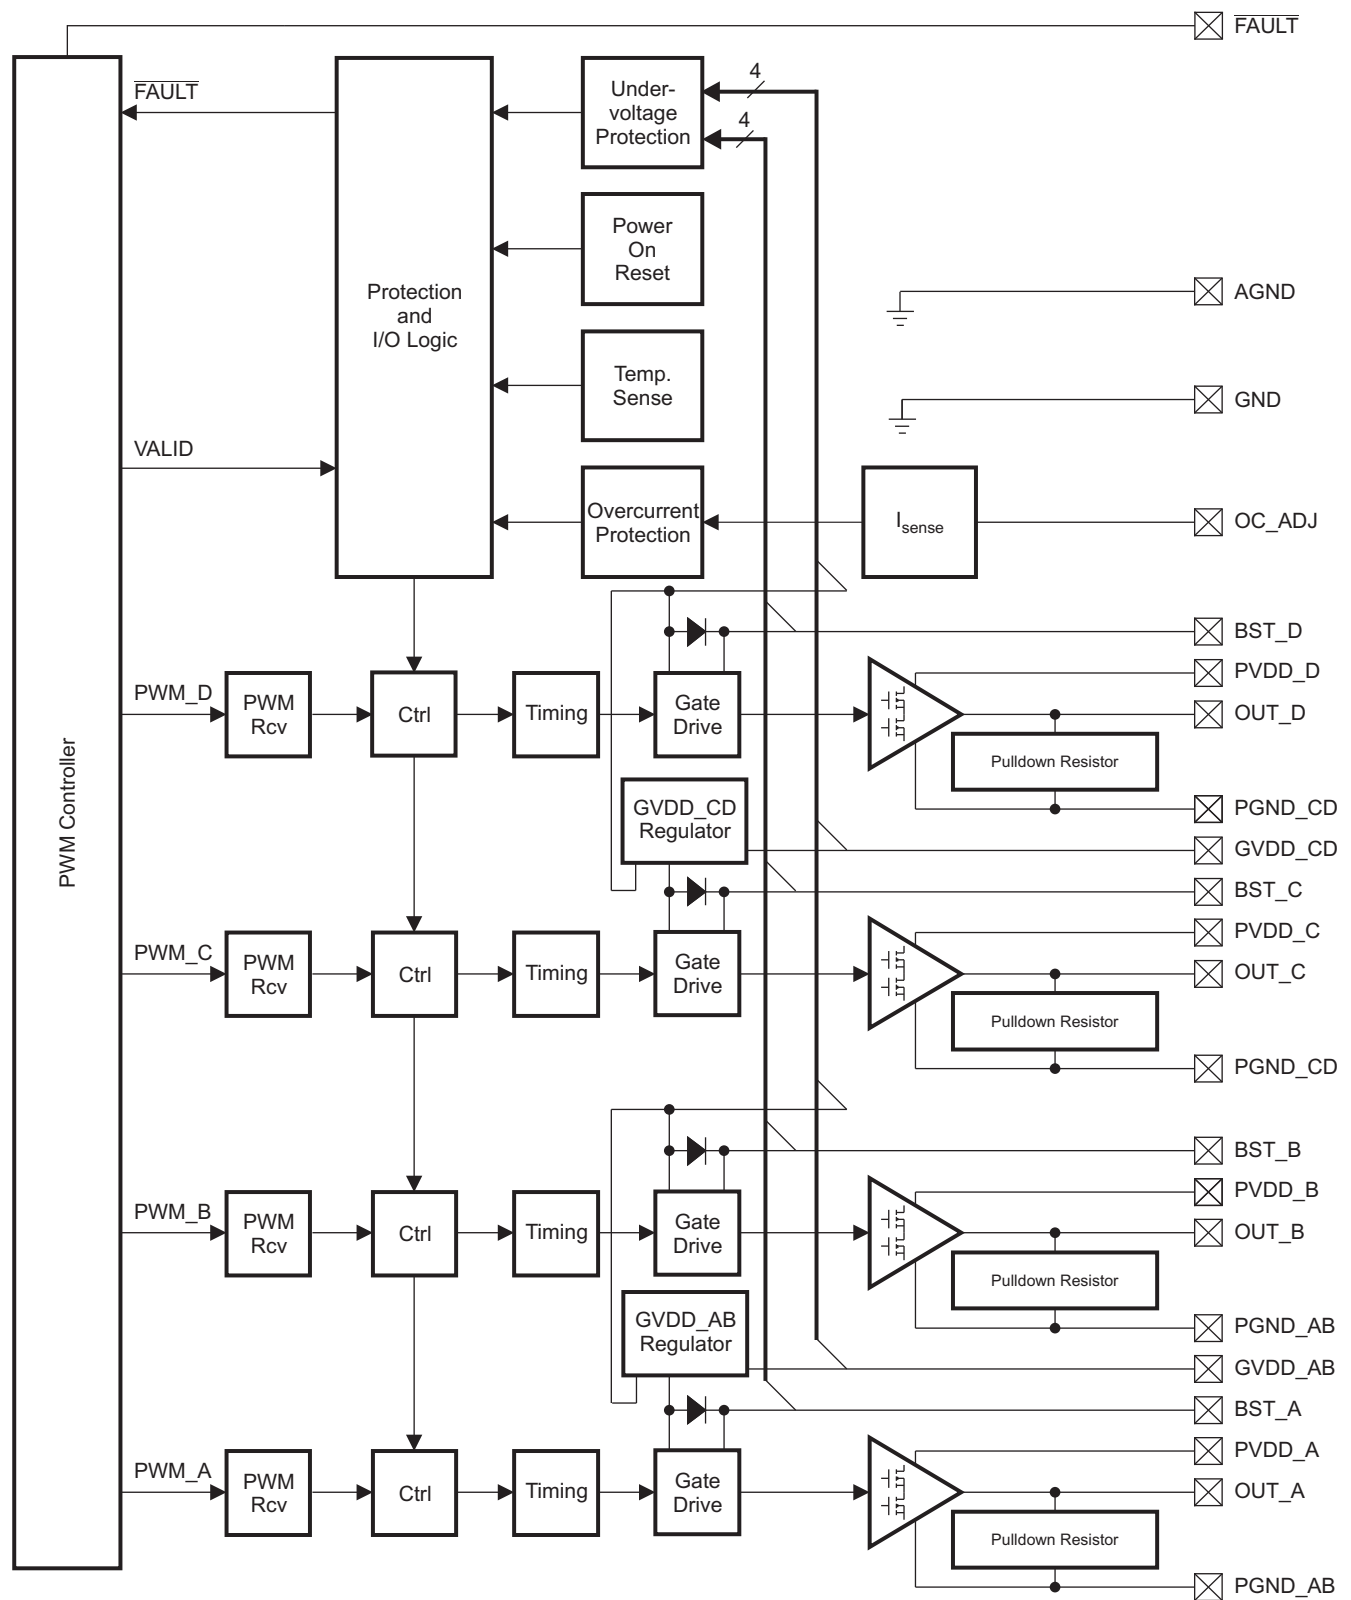 FAULT
FAULT
Under-
voltage
Protection
4
4
Power
On
Reset
Protection
and
I/O Logic
AGND
Temp.
Sense
GND
VALID
Overcurrent
Protection
Isense
OC_ADJ
BST_D
PVDD_D
PWM_D
PWM
Rcv
Ctrl
Timing
Gate
Drive
OUT_D
Pulldown Resistor
PWM Controller
GVDD_CD
Regulator
PGND_CD
GVDD_CD
BST_C
PVDD_C
PWM_C
PWM
Rcv
Ctrl
Timing
Gate
Drive
OUT_C
Pulldown Resistor
PGND_CD
BST_B
PVDD_B
PWM_B
PWM
Rcv
Ctrl
Timing
Gate
Drive
OUT_B
Pulldown Resistor
GVDD_AB
Regulator
PGND_AB
GVDD_AB
BST_A
PVDD_A
PWM_A
PWM
Rcv
Ctrl
Timing
Gate
Drive
OUT_A
Pulldown Resistor
PGND_AB